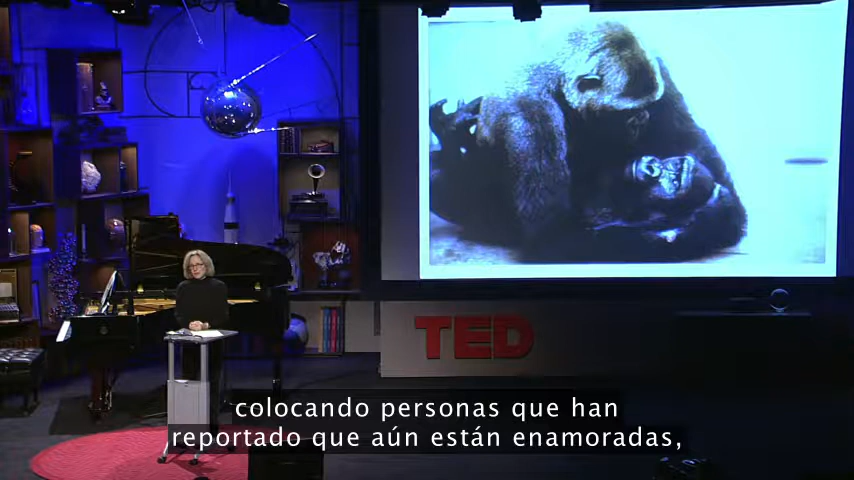 TED
colocando personas que han
reportado que aún están enamoradas,